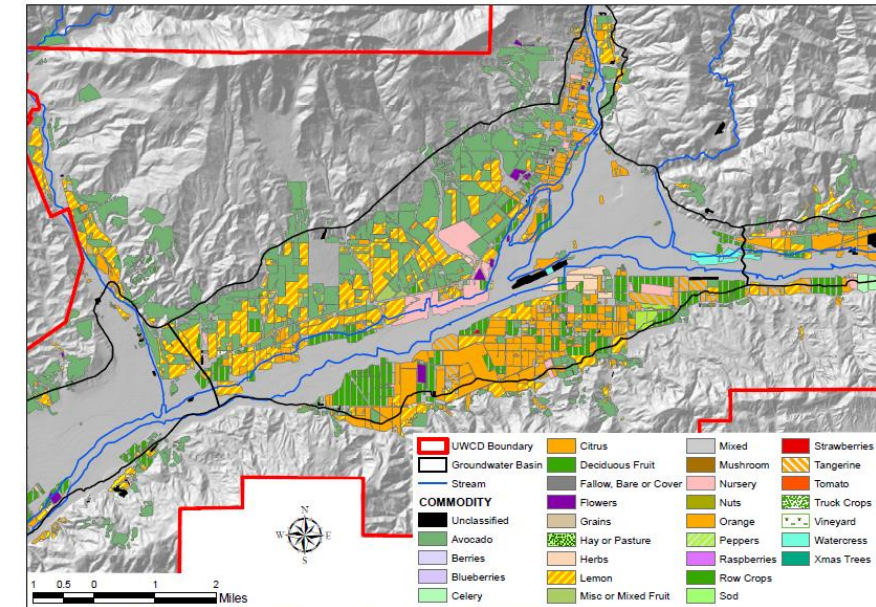 N
W E
S
1 0.5 0 1 2
Miles
UWCD Boundary
Groundwater Basin
Stream
COMMODITY
Unclassified
Avocado
Berries
Blueberries
Celery
Citrus
Deciduous Fruit
Fallow, Bare or Cover
Flowers
Grains
Hay or Pasture
Herbs
Lemon
Misc or Mixed Fruit
Mixed
Mushroom
Nursery
Nuts
Orange
Peppers
Raspberries
Row Crops
Sod
Strawberries
Tangerine
Tomato
Truck Crops
Vineyard
Watercress
Xmas Trees